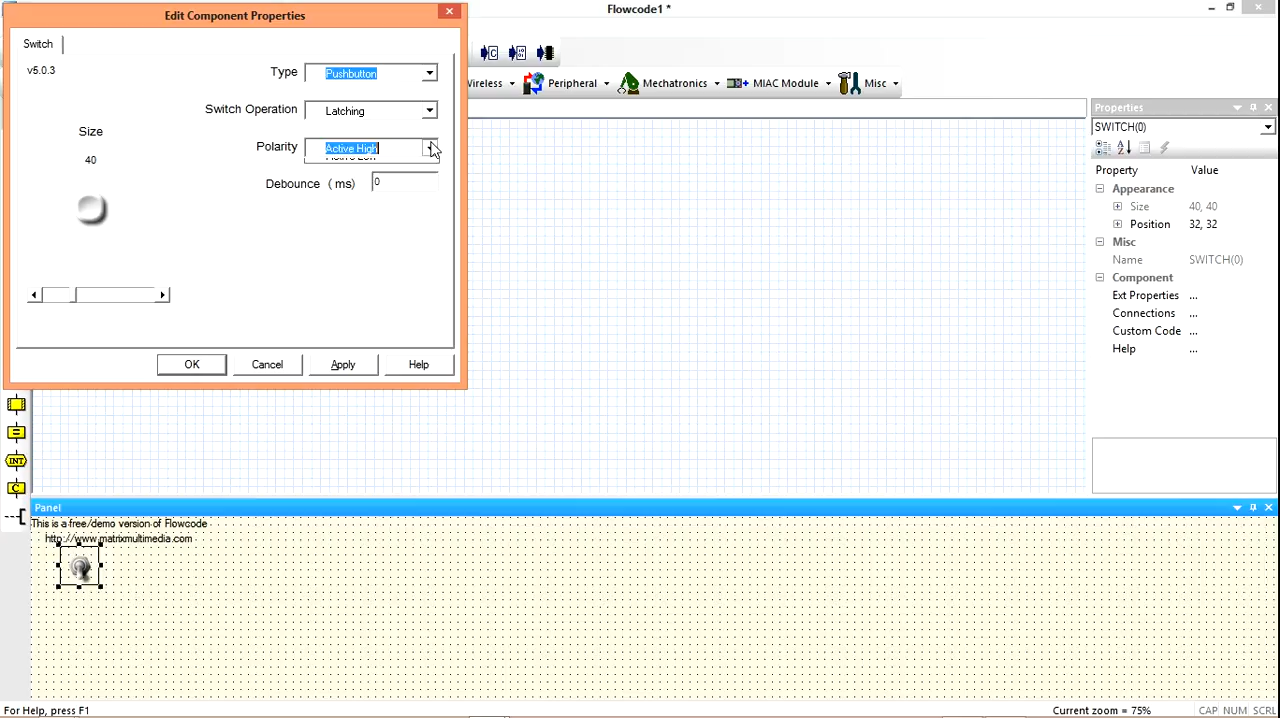 Edit Component Properties
Flowcode1 *
Switch
v5.0.3
Type
Pushbutton
Switch Operation
Latching
Size
Polarity
Active High
Active Low
40
Debounce ( ms)
0
OK
Cancel
Apply
Help
Peripheral
Mechatronics
MIAC Module
Misc
Properties
SWITCH(0)
Property Value
Appearance
Size 40, 40
Position 32, 32
Misc
Name SWITCH(0)
Component
Ext Properties ...
Connections ...
Custom Code ...
Help ...
INT
C
Panel
This is a free/demo version of Flowcode
http://www.matrixmultimedia.com
For Help, press F1
Current zoom = 75%
CAP NUM SCRL